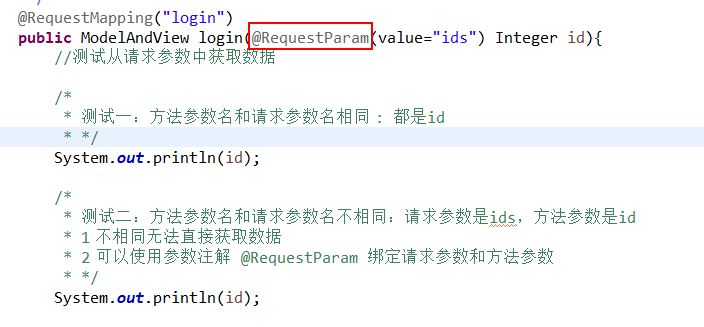 @RequestMapping("login")
public ModelAndView login(@RequestParam(value="ids") Integer id){
//测试从请求参数中获取数据
/*
* 测试一：方法参数名和请求参数名相同 ：都是id
* */
System.out.println(id);
/*
* 测试二：方法参数名和请求参数名不相同：请求参数是ids，方法参数是id
* 1 不相同无法直接获取数据
* 2 可以使用参数注解 @RequestParam 绑定请求参数和方法参数
* */
System.out.println(id);